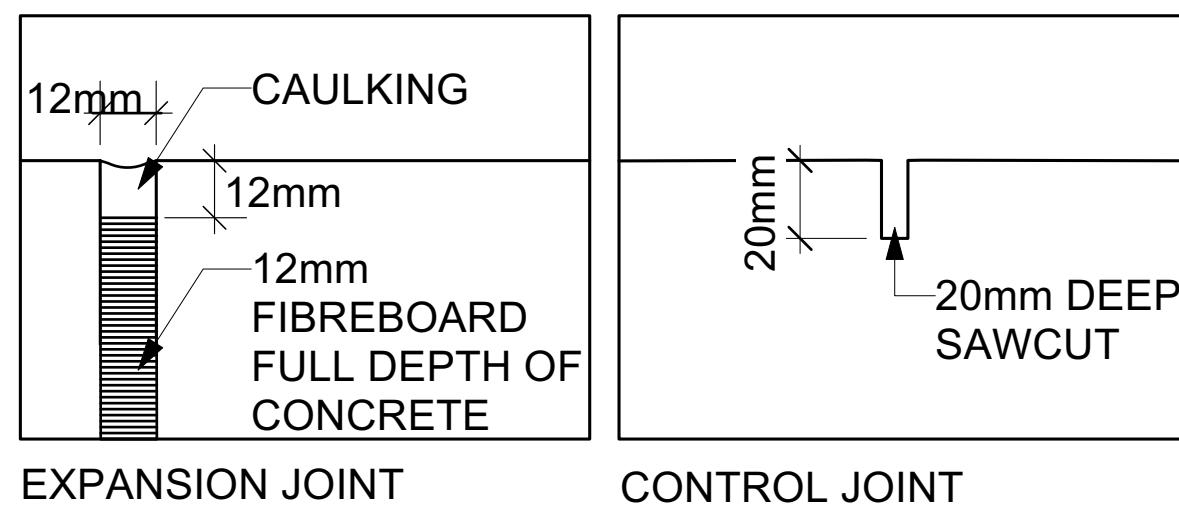 12mm
CAULKING
12mm
12mm
FIBREBOARD
FULL DEPTH OF
CONCRETE
EXPANSION JOINT
20mm
20mm DEEP
SAWCUT
CONTROL JOINT